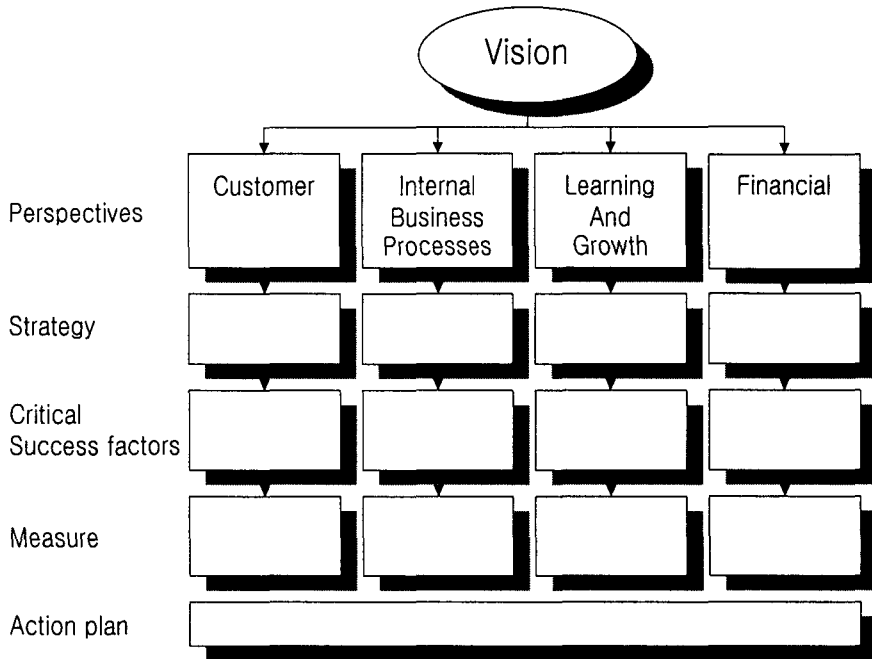 Vision
Perspectives
Customer
Internal
Business
Processes
Learning
And
Growth
Financial
Strategy
Critical
Success factors
Measure
Action plan